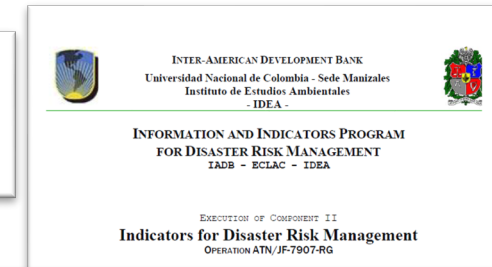 INTER-AMERICAN DEVELOPMENT BANK
Universidad Nacional de Colombia - Sede Manizales
Instituto de Estudios Ambientales
- IDEA -
INFORMATION AND INDICATORS PROGRAM
FOR DISASTER RISK MANAGEMENT
IADB - ECLAC - IDEA
EXECUTION OF COMPONENT II
Indicators for Disaster Risk Management
OPERATION ATN/JF-7907-RG